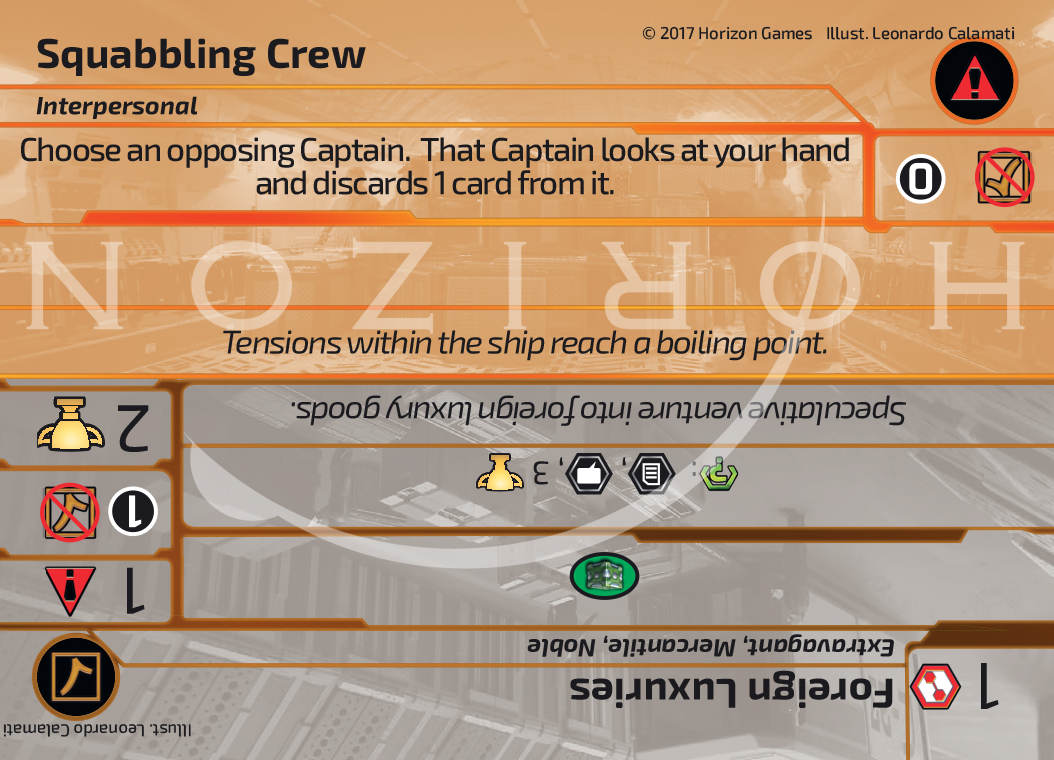 © 2017 Horizon Games Illust. Leonardo Calamati
Squabbling Crew
Interpersonal
Choose an opposing Captain. That Captain looks at your hand
and discards 1 card from it.
0
HORIZON
Tensions within the ship reach a boiling point.
Illust. Leonardo Calamati
1
Foreign Luxuries
Extravagant, Mercantile, Noble
1
1
: , , 3
2
Speculative venture into foreign luxury goods.